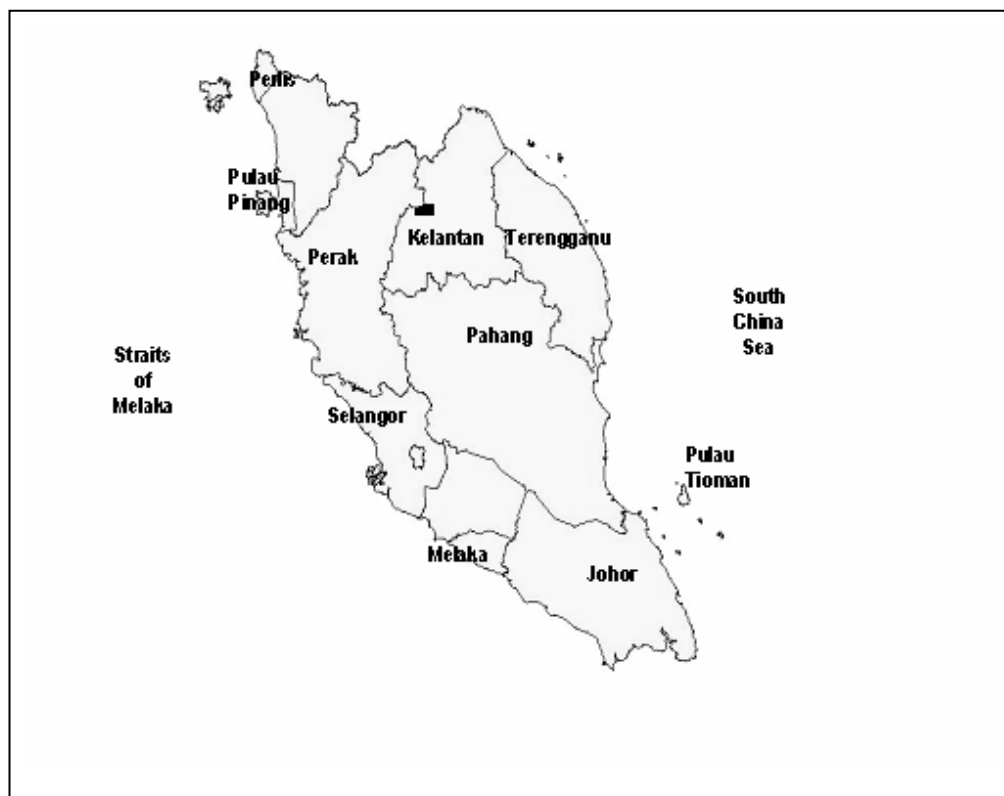 Perlis
Pulau
Pinang
Perak
Kelantan
Terengganu
South
China
Sea
Pahang
Straits
of
Melaka
Selangor
Pulau
Tioman
Melaka
Johor